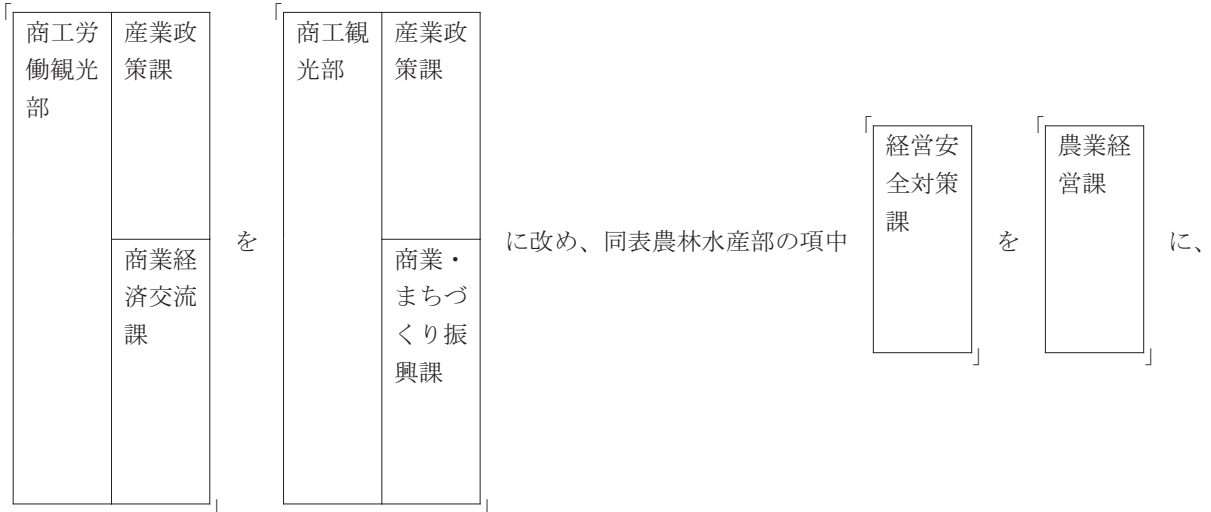 「
商工労
働観光
部
産業政
策課
商業経
済交流
課
」
を
「
商工観
光部
産業政
策課
商業・
まちづ
くり振
興課
」
に改め、同表農林水産部の項中
「
経営安
全対策
課
」
を
「
農業経
営課
」
に、